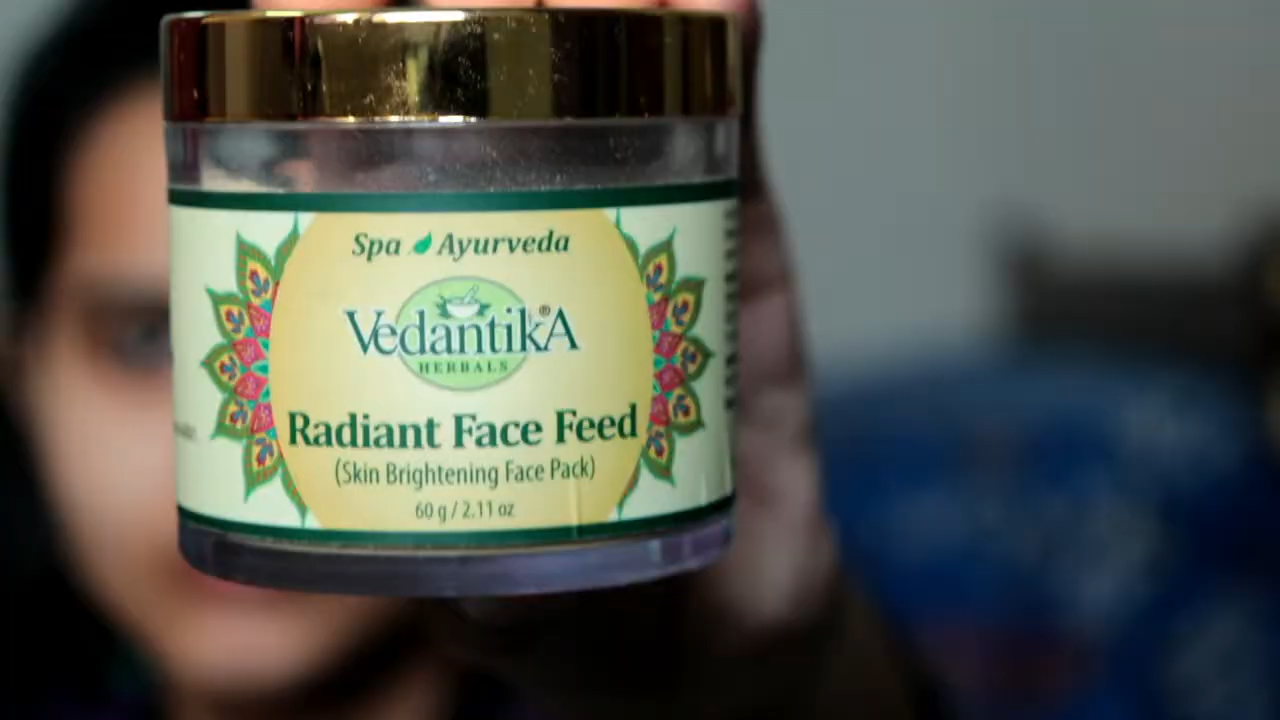 Spa Ayurveda
VedantikA®
HERBALS
Radiant Face Feed
(Skin Brightening Face Pack)
60 g / 2.11 oz